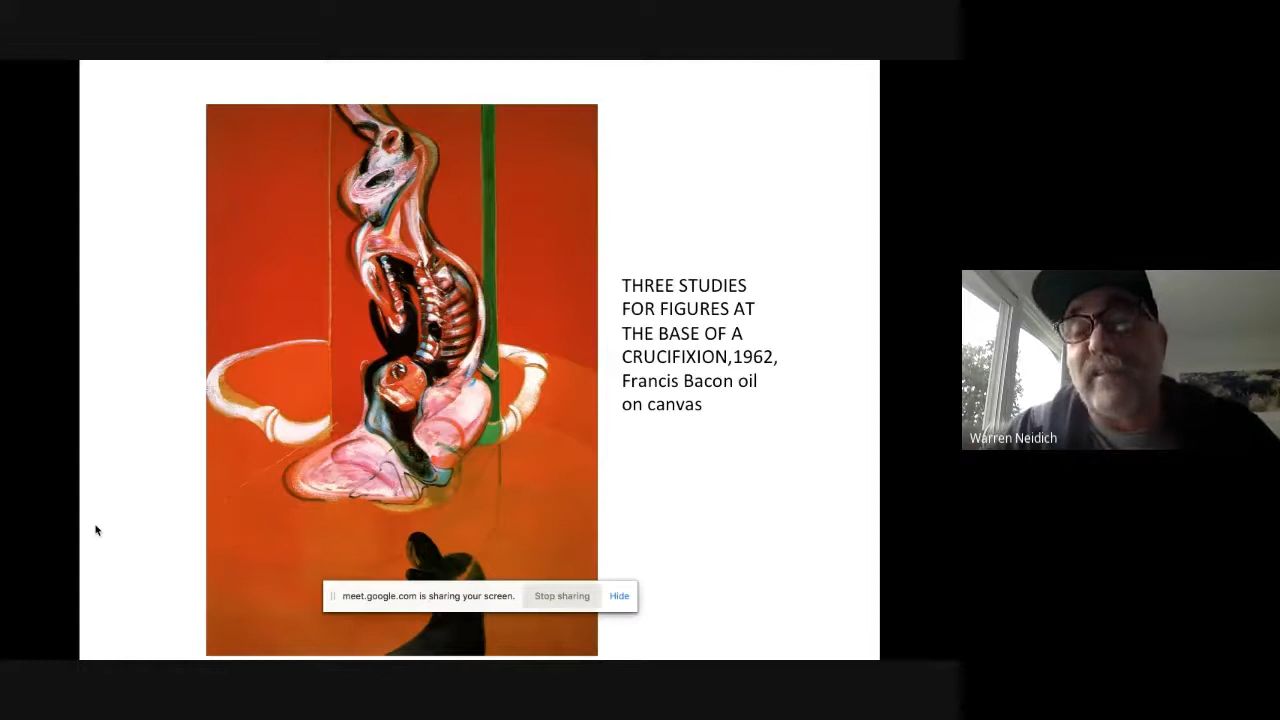 THREE STUDIES
FOR FIGURES AT
THE BASE OF A
CRUCIFIXION,1962,
Francis Bacon oil
on canvas
meet.google.com is sharing your screen. Stop sharing Hide
Warren Neidich